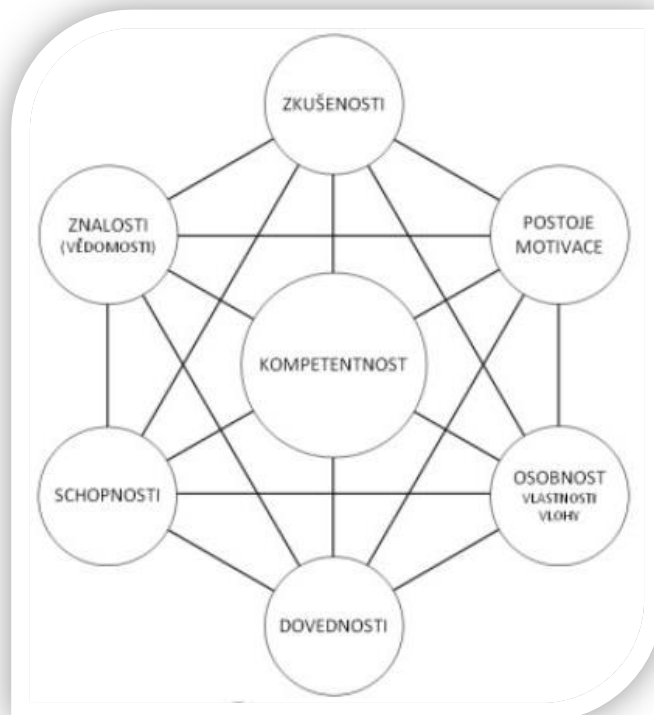 ZKUŠENOSTI
ZNALOSTI
(VĚDOMOSTI)
POSTOJE
MOTIVACE
KOMPETENTNOST
SCHOPNOSTI
OSOBNOST
VLASTNOSTI
VLOHY
DOVEDNOSTI